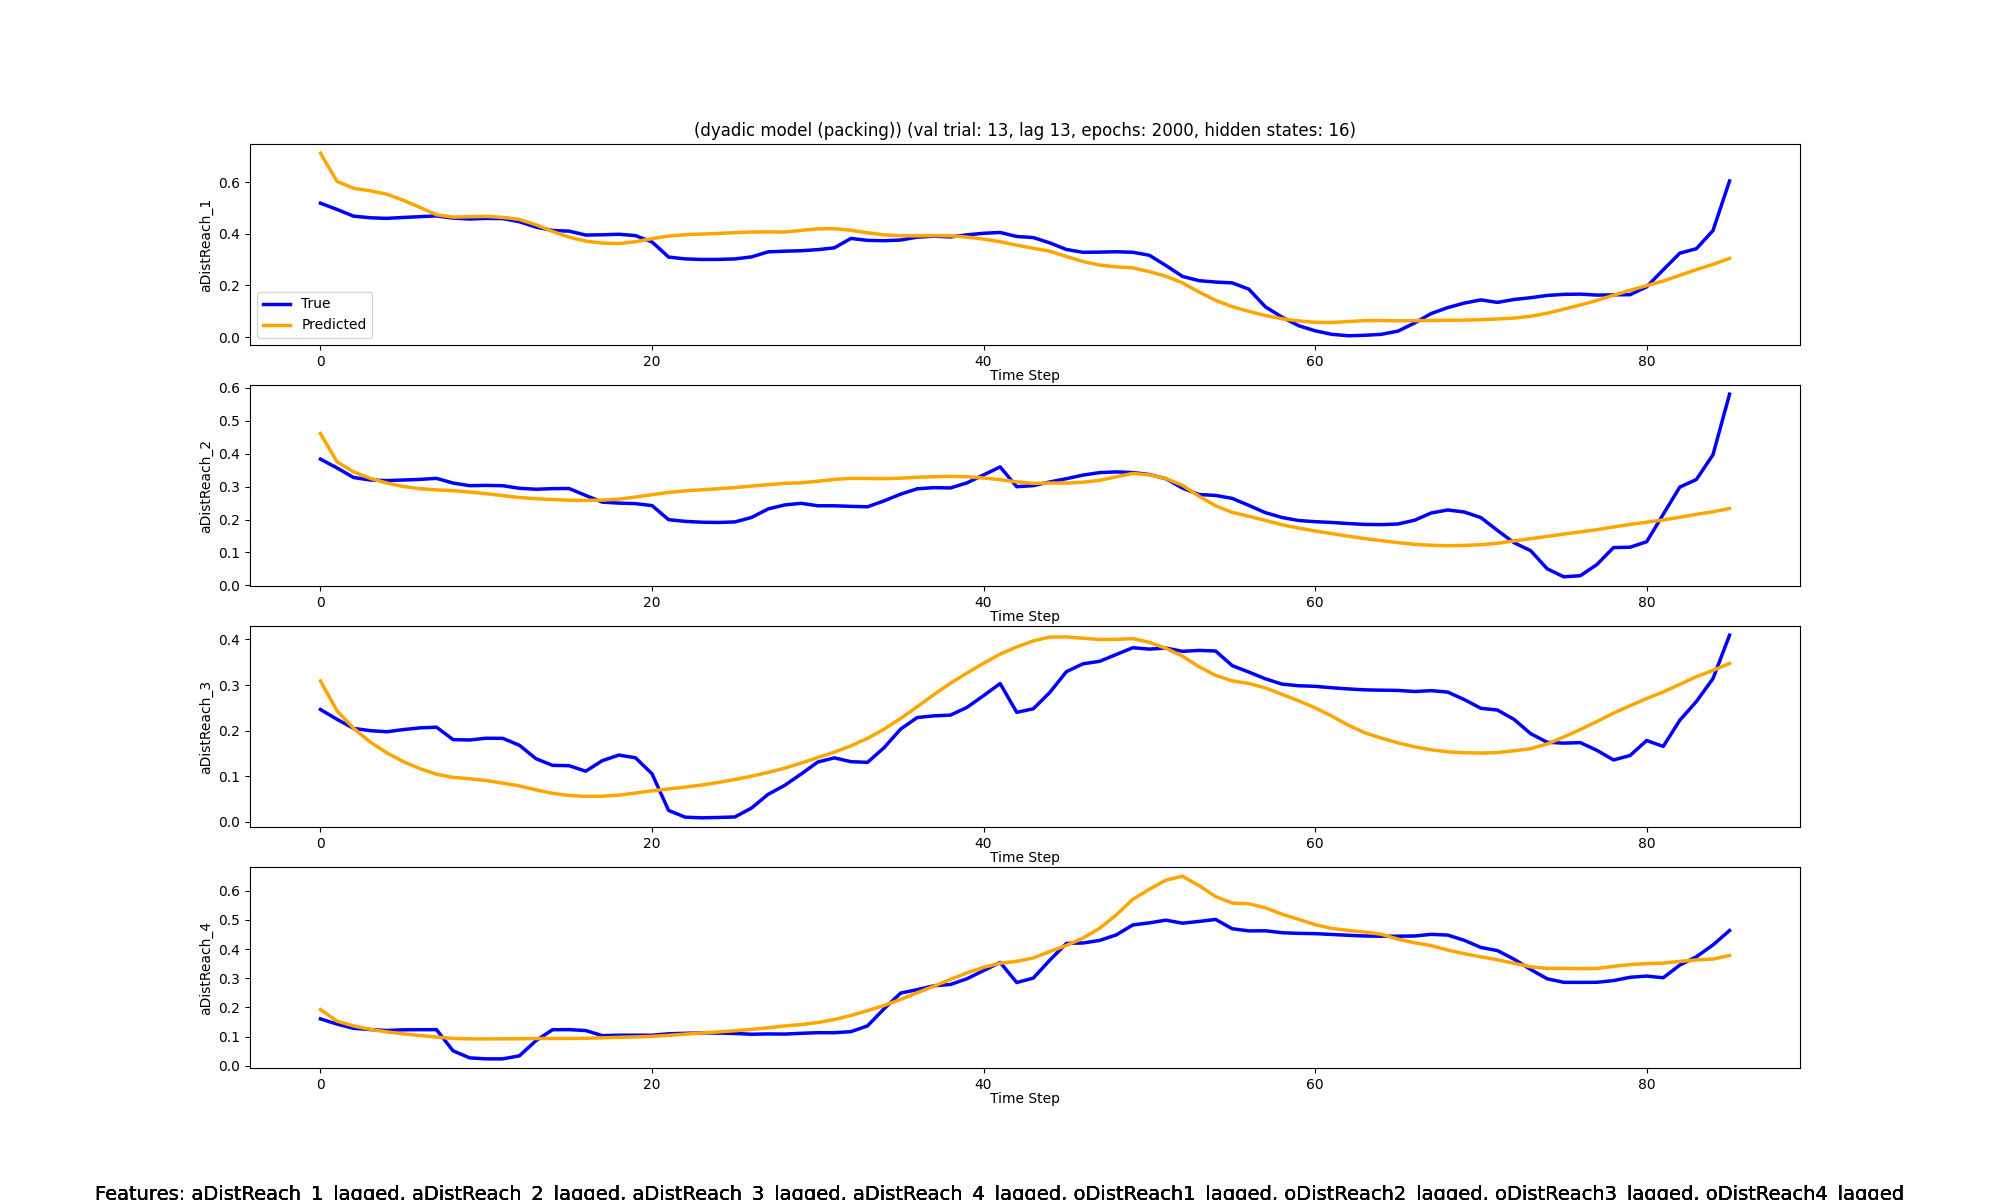 (dyadic model (packing)) (val trial: 13, lag 13, epochs: 2000, hidden states: 16)
aDistReach_1
0.6
0.4
0.2
0.0
True
Predicted
0 20 40 60 80
Time Step
aDistReach_2
0.6
0.5
0.4
0.3
0.2
0.1
0.0
0 20 40 60 80
Time Step
aDistReach_3
0.4
0.3
0.2
0.1
0.0
0 20 40 60 80
Time Step
aDistReach_4
0.6
0.5
0.4
0.3
0.2
0.1
0.0
0 20 40 60 80
Time Step
Features: aDistReach_1_lagged, aDistReach_2_lagged, aDistReach_3_lagged, aDistReach_4_lagged, oDistReach1_lagged, oDistReach2_lagged, oDistReach3_lagged, oDistReach4_lagged